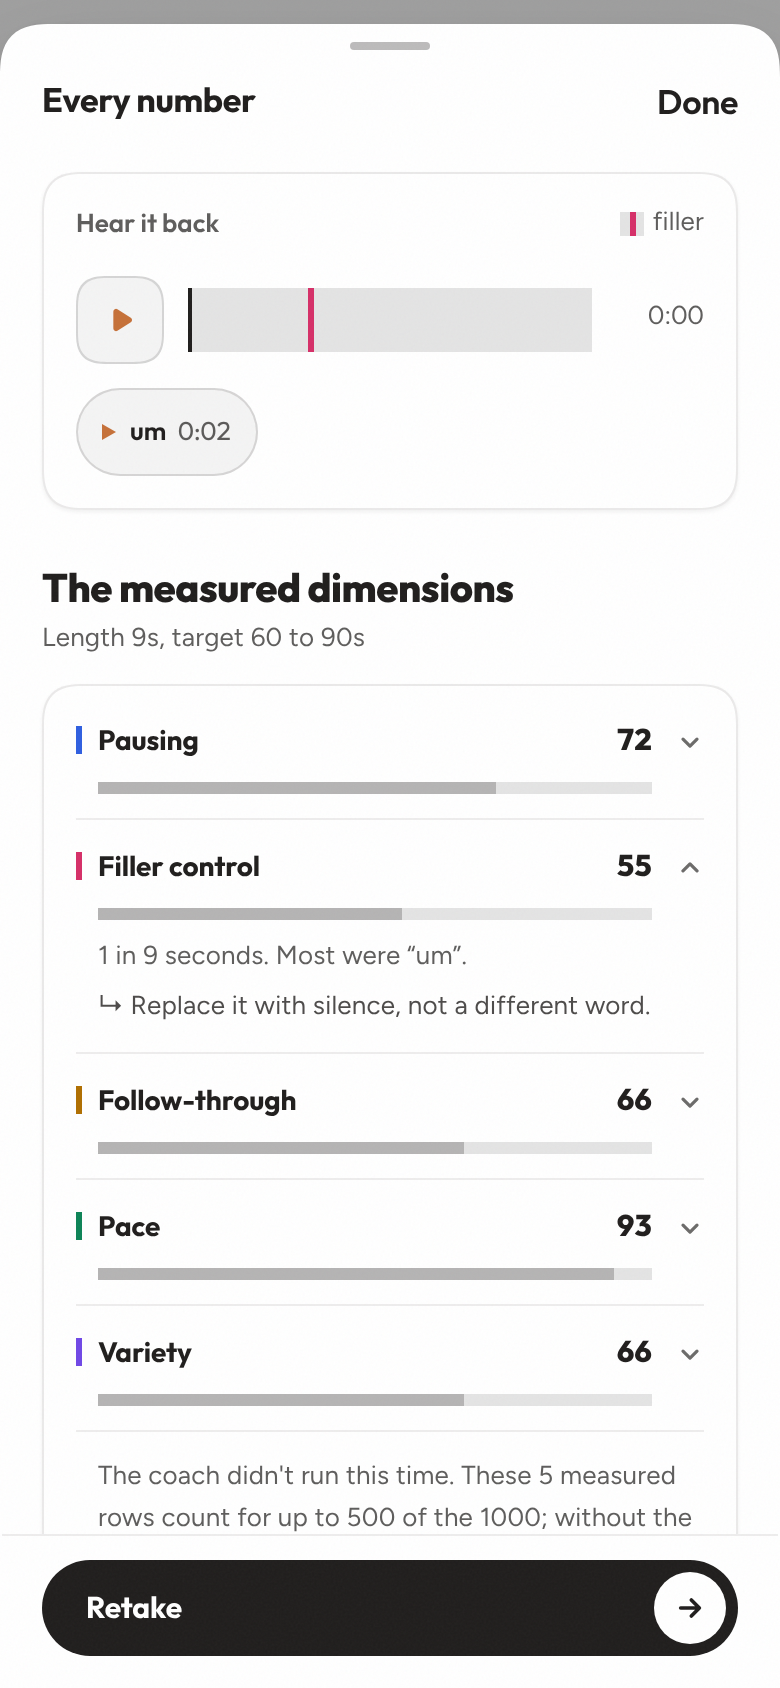 Every number
Done
Hear it back
filler
0:00
um 0:02
The measured dimensions
Length 9s, target 60 to 90s
Pausing
72
Filler control
55
1 in 9 seconds. Most were “um”.
↳ Replace it with silence, not a different word.
Follow-through
66
Pace
93
Variety
66
The coach didn't run this time. These 5 measured
rows count for up to 500 of the 1000; without the
Retake